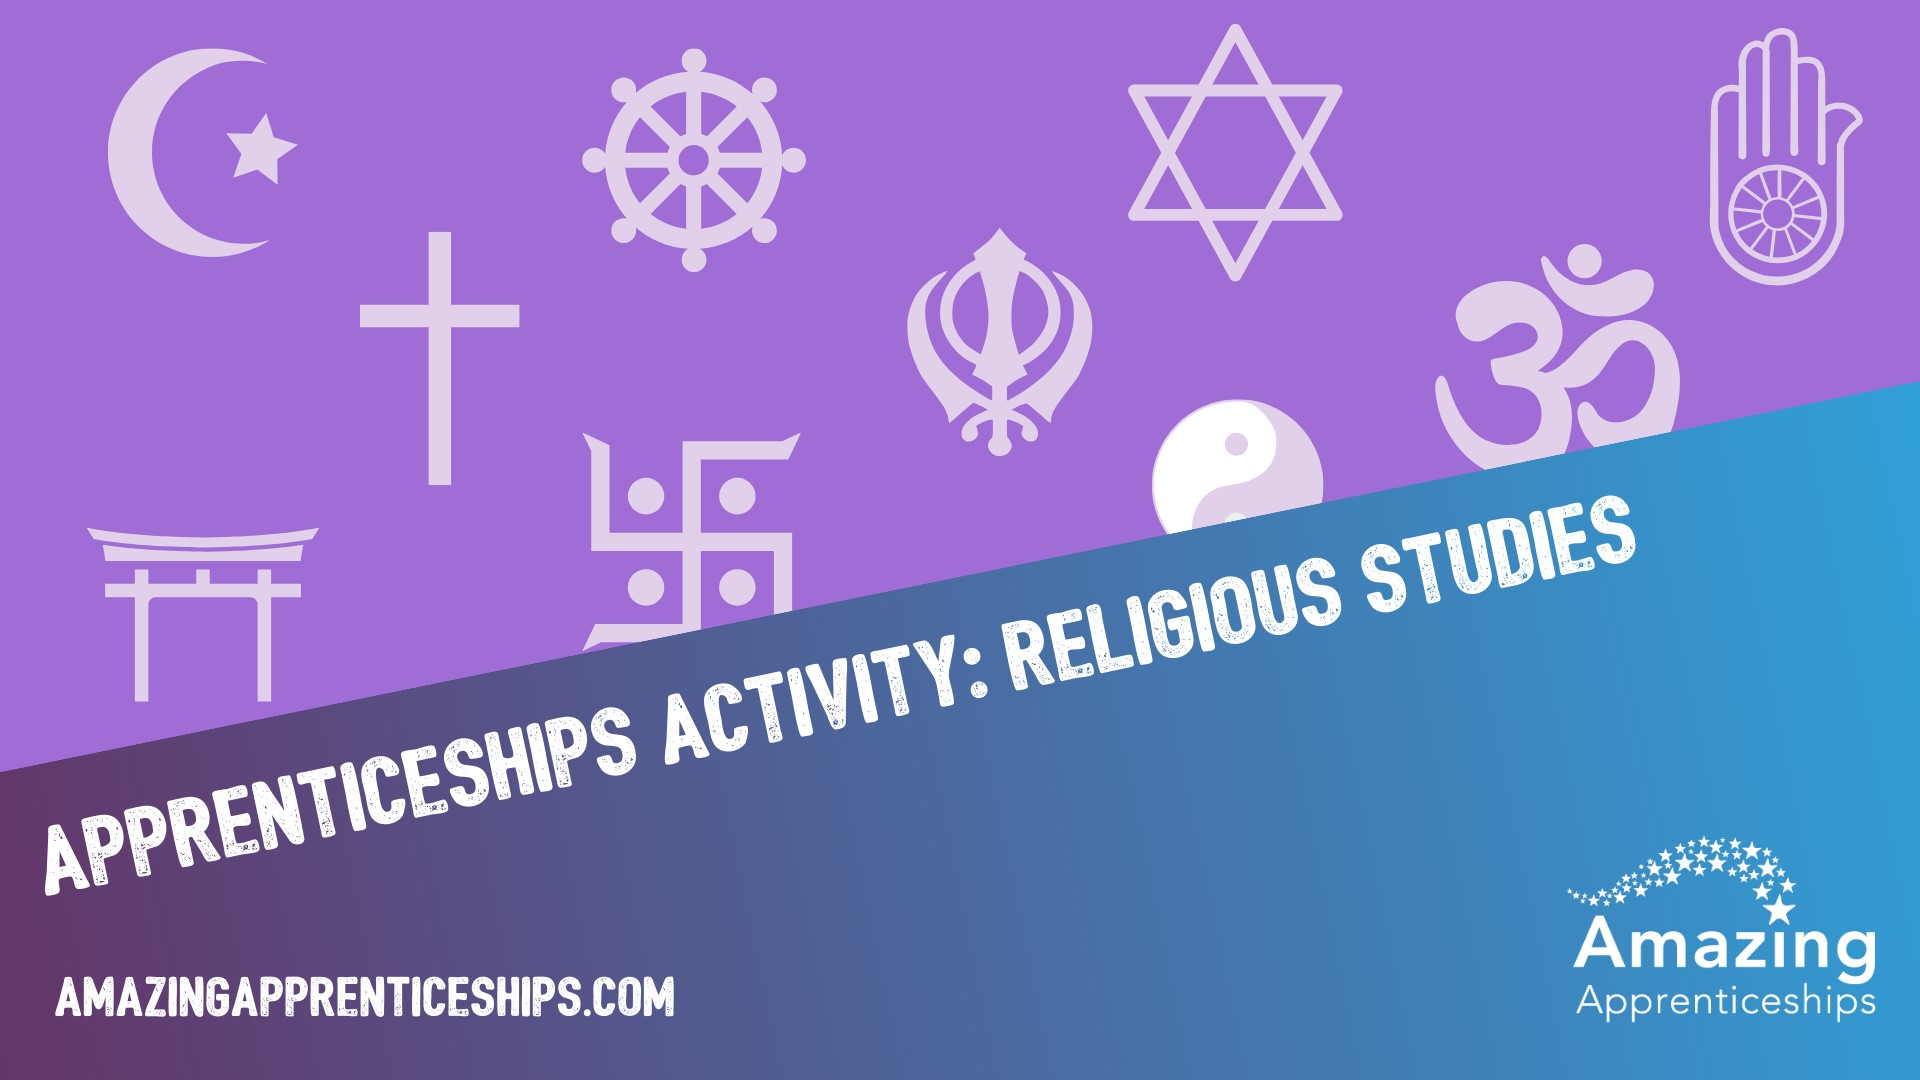 APPRENTICESHIPS ACTIVITY: RELIGIOUS STUDIES
AMAZINGAPPRENTICESHIPS.COM
Amazing
Apprenticeships